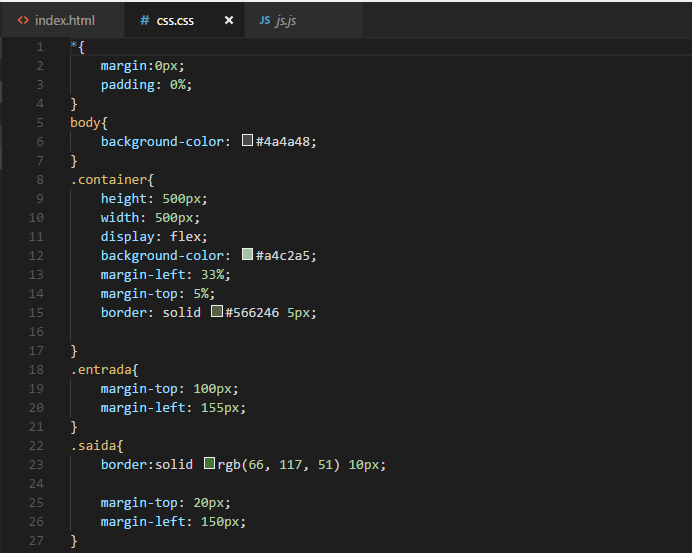 <> index.html # css.css × JS js.js
1 *{
2 margin:0px;
3 padding: 0%;
4 }
5 body{
6 background-color: #4a4a48;
7 }
8 .container{
9 height: 500px;
10 width: 500px;
11 display: flex;
12 background-color: #a4c2a5;
13 margin-left: 33%;
14 margin-top: 5%;
15 border: solid #566246 5px;
16
17 }
18 .entrada{
19 margin-top: 100px;
20 margin-left: 155px;
21 }
22 .saida{
23 border:solid rgb(66, 117, 51) 10px;
24
25 margin-top: 20px;
26 margin-left: 150px;
27 }